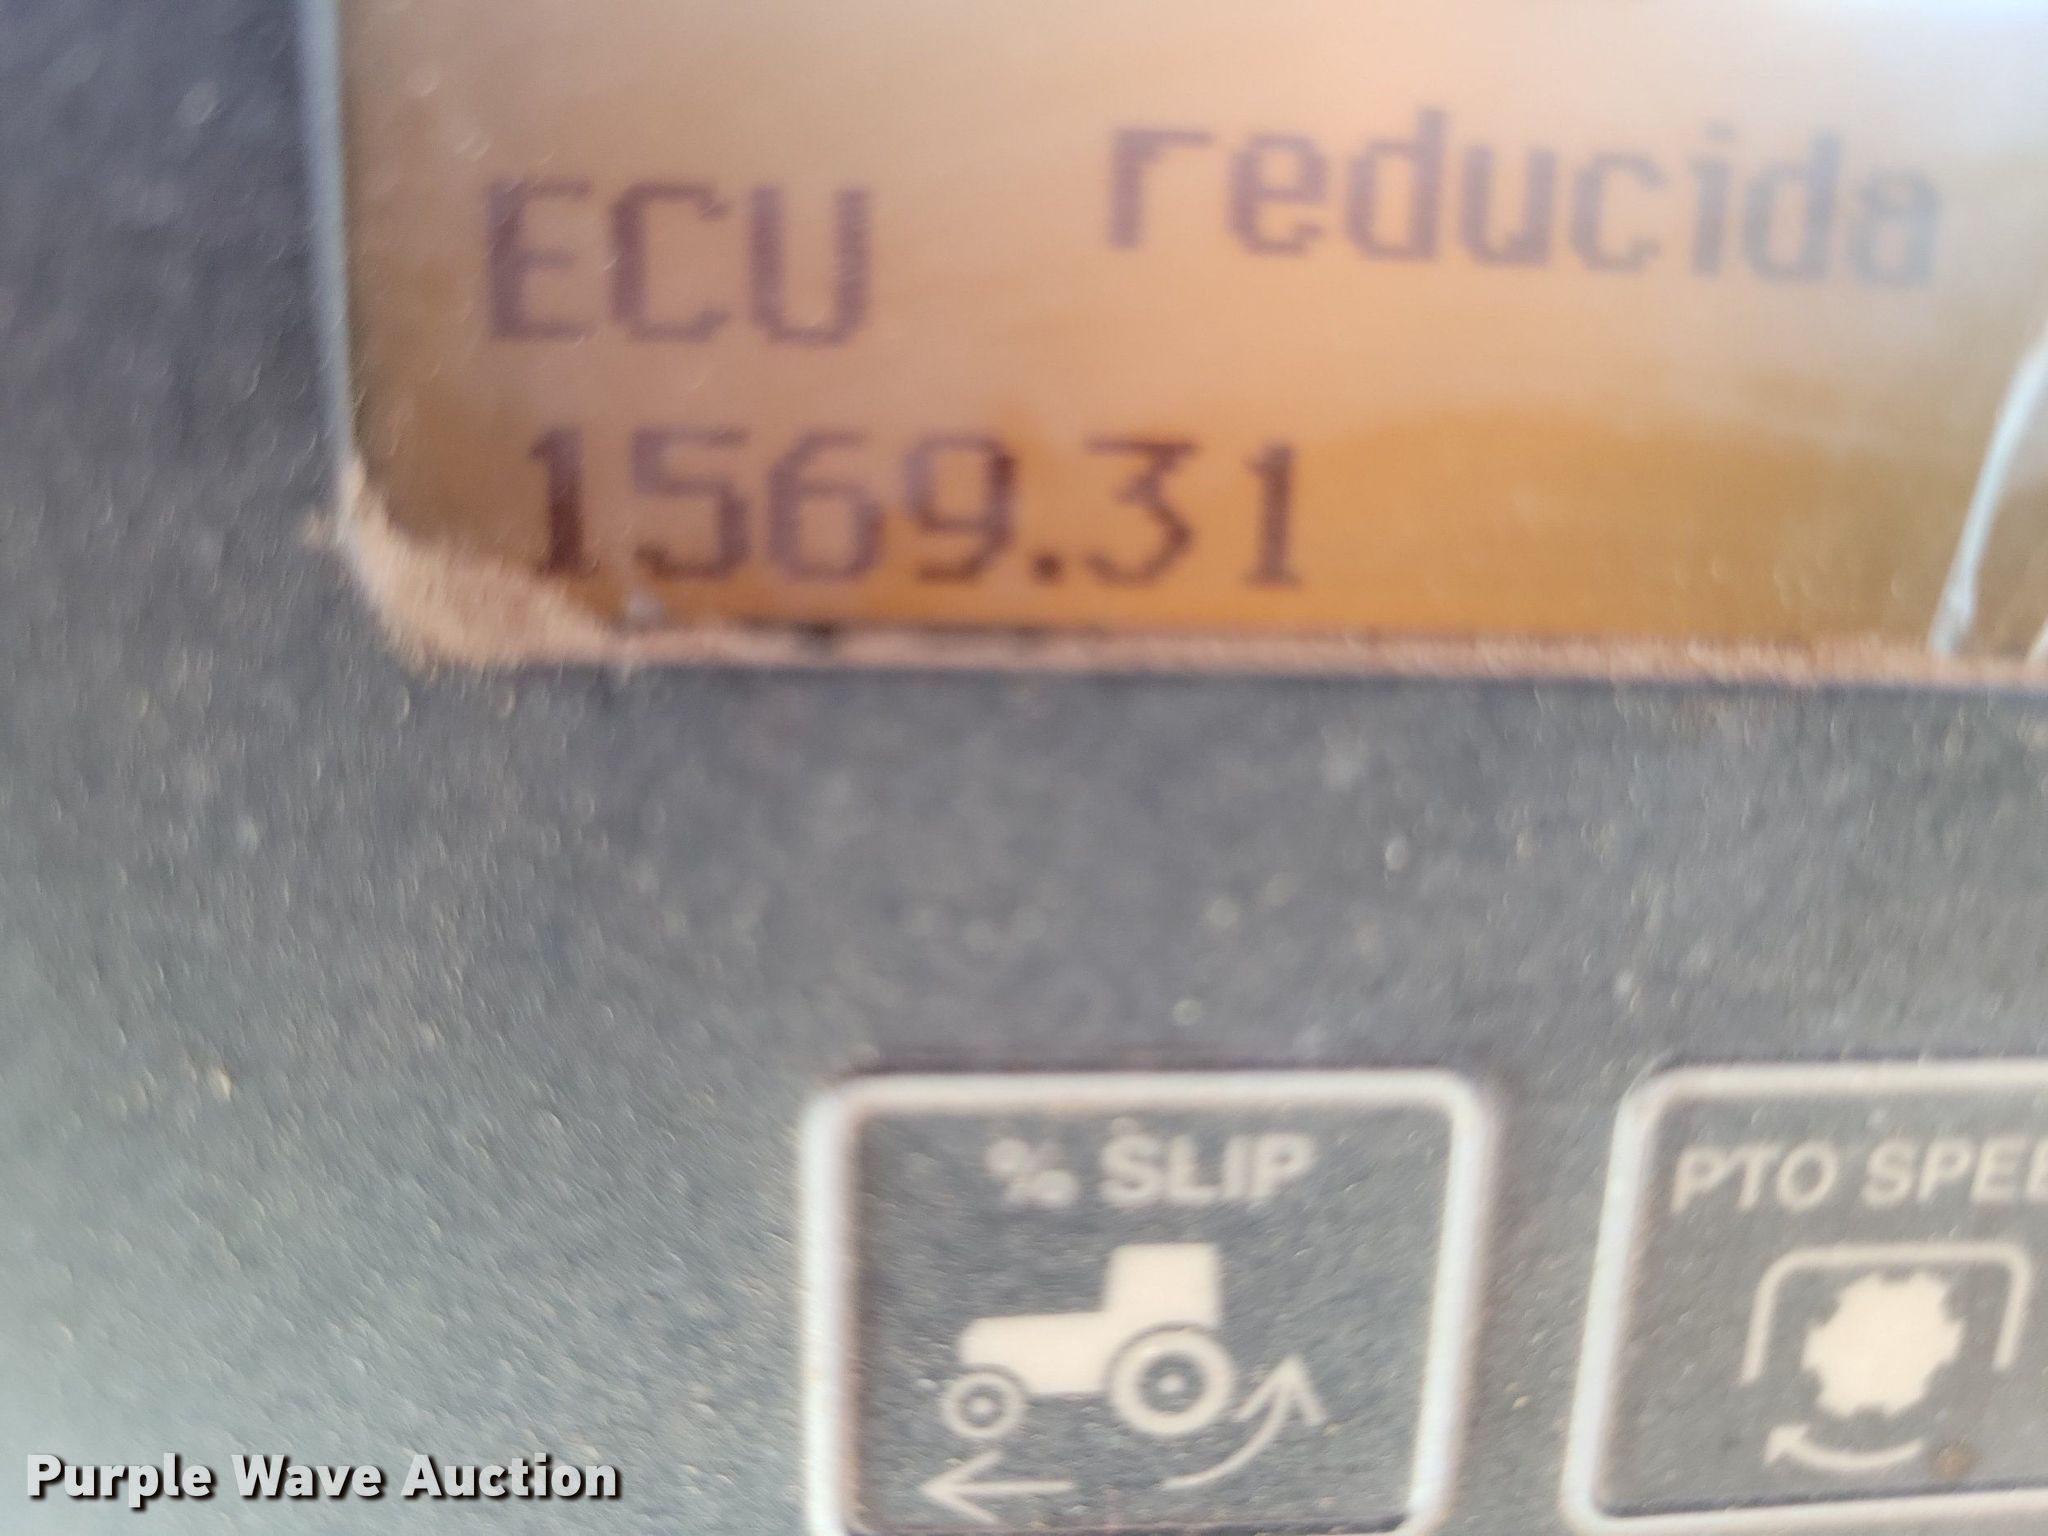 ECU reducida
1569.31
% SLIP
PTO SPEE
Purple Wave Auction